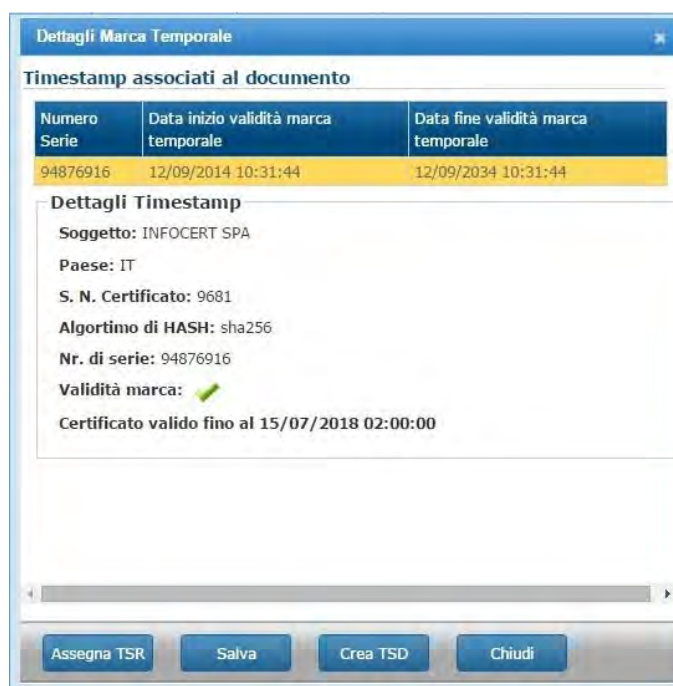 Dettagli Marca Temporale
Timestamp associati al documento
Numero Serie Data inizio validità marca temporale Data fine validità marca temporale
94876916 12/09/2014 10:31:44 12/09/2034 10:31:44
Dettagli Timestamp
Soggetto: INFOCERT SPA
Paese: IT
S. N. Certificato: 9681
Algortimo di HASH: sha256
Nr. di serie: 94876916
Validità marca:
Certificato valido fino al 15/07/2018 02:00:00
Assegna TSR Salva Crea TSD Chiudi